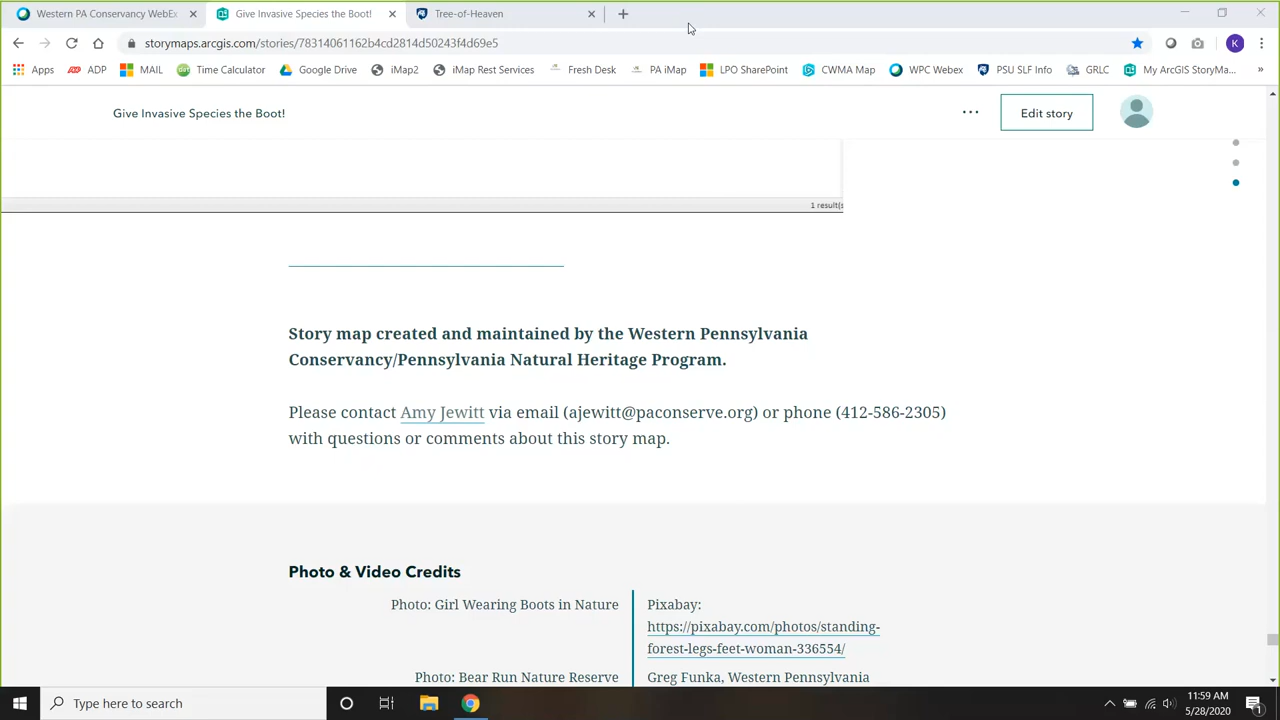 Western PA Conservancy WebEx
Give Invasive Species the Boot!
Tree-of-Heaven
storymaps.arcgis.com/stories/78314061162b4cd2814d50243f4d69e5
K
Apps ADP MAIL Time Calculator Google Drive iMap2 iMap Rest Services Fresh Desk PA iMap LPO SharePoint CWMA Map WPC Webex PSU SLF Info GRLC My ArcGIS StoryMa... »
Give Invasive Species the Boot!
Edit story
1 result(s
Story map created and maintained by the Western Pennsylvania
Conservancy/Pennsylvania Natural Heritage Program.
Please contact Amy Jewitt via email (ajewitt@paconserve.org) or phone (412-586-2305)
with questions or comments about this story map.
Photo & Video Credits
Photo: Girl Wearing Boots in Nature
Pixabay:
https://pixabay.com/photos/standing-
forest-legs-feet-woman-336554/
Photo: Bear Run Nature Reserve
Greg Funka, Western Pennsylvania
Type here to search
11:59 AM
5/28/2020
1